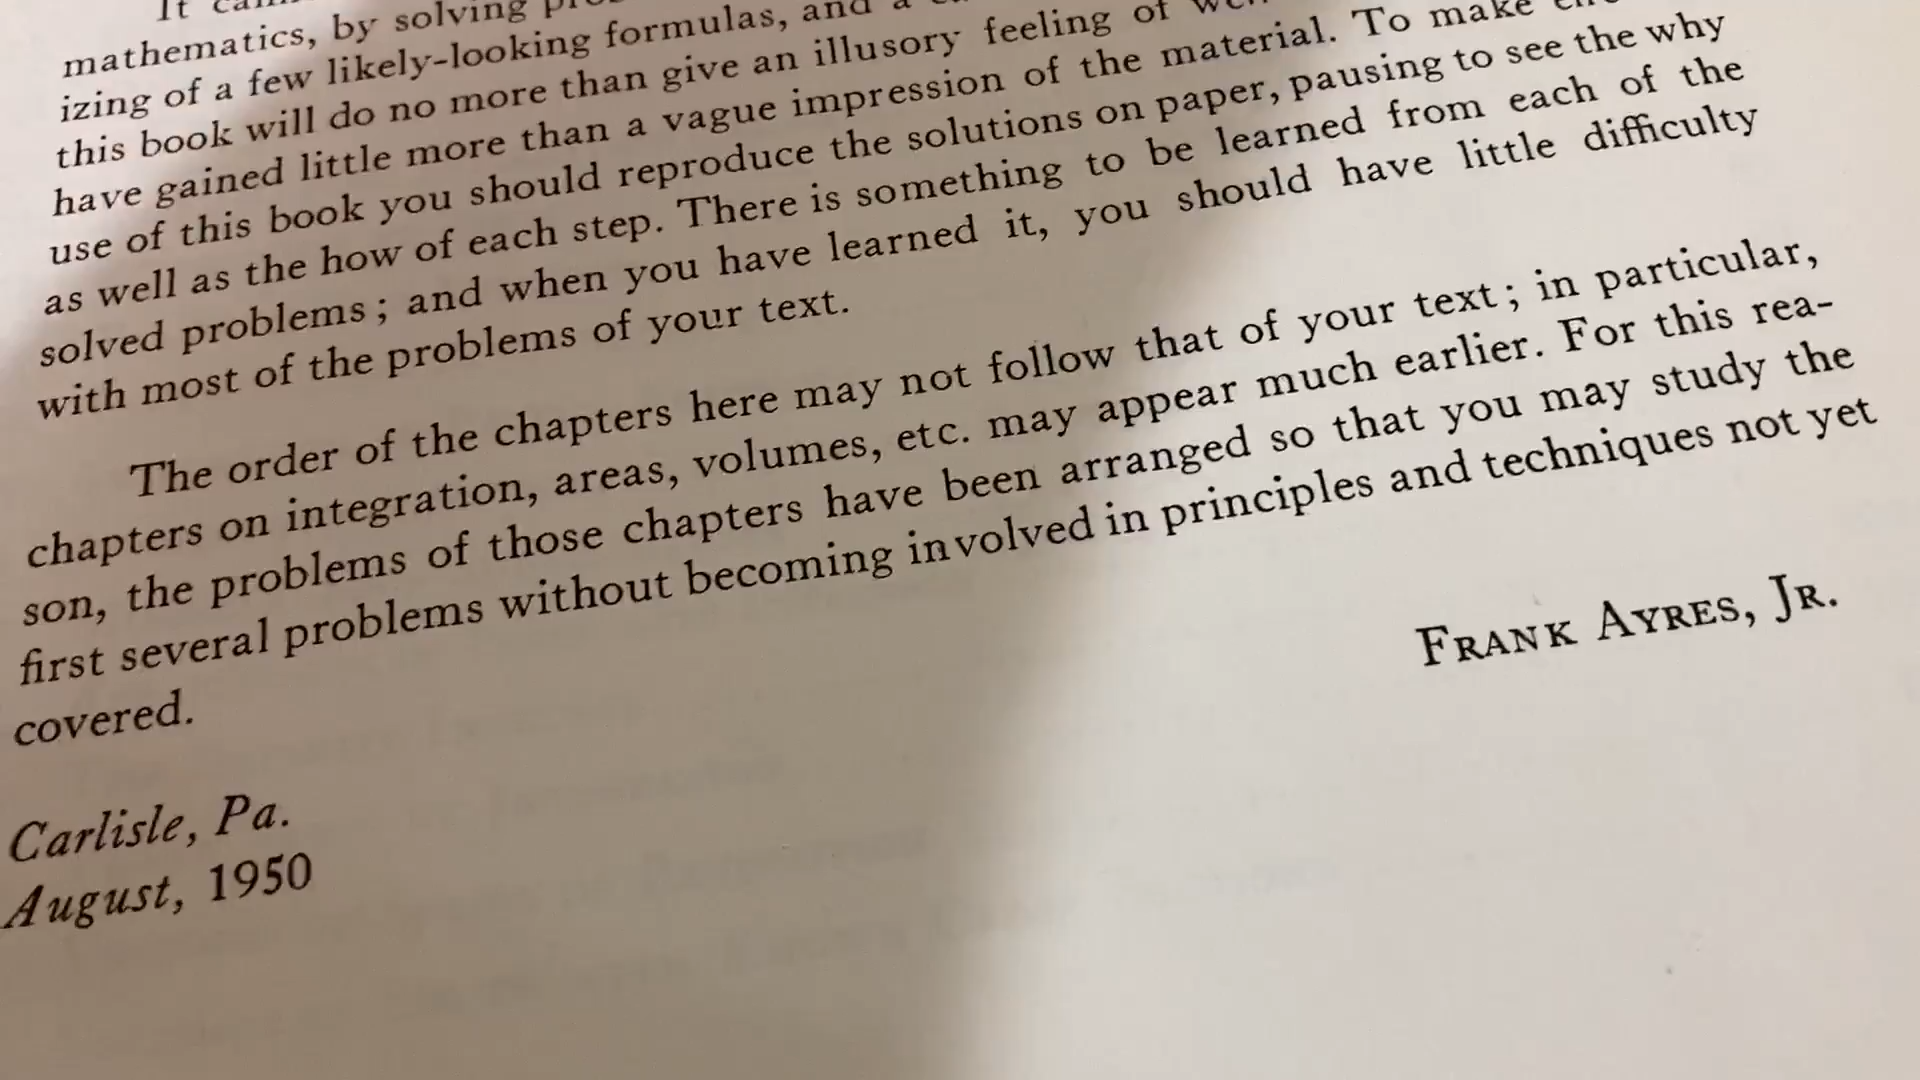 It
mathematics, by solving
izing of a few likely-looking formulas, and a
this book will do no more than give an illusory feeling of
have gained little more than a vague impression of the material. To make
use of this book you should reproduce the solutions on paper, pausing to see the why
as well as the how of each step. There is something to be learned from each of the
solved problems; and when you have learned it, you should have little difficulty
with most of the problems of your text.
The order of the chapters here may not follow that of your text; in particular,
chapters on integration, areas, volumes, etc. may appear much earlier. For this rea-
son, the problems of those chapters have been arranged so that you may study the
first several problems without becoming involved in principles and techniques not yet
covered.
FRANK AYRES, JR.
Carlisle, Pa.
August, 1950